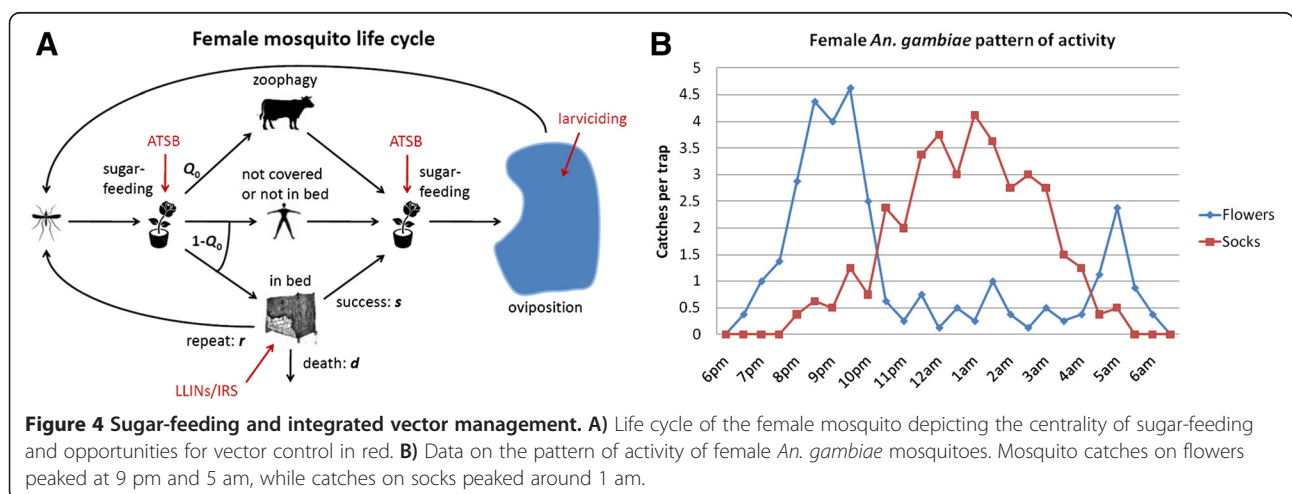 A
Female mosquito life cycle
zoophagy
larviciding
ATSB
ATSB
sugar-
feeding
Q0
not covered
or not in bed
sugar-
feeding
1-Q0
in bed
success: s
oviposition
repeat: r
death: d
LLINs/IRS
B
Female An. gambiae pattern of activity
5
4.5
4
3.5
3
2.5
2
1.5
1
0.5
0
Catches per trap
6pm
7pm
8pm
9pm
10pm
11pm
12am
1am
2am
3am
4am
5am
6am
Flowers
Socks
Figure 4 Sugar-feeding and integrated vector management. A) Life cycle of the female mosquito depicting the centrality of sugar-feeding
and opportunities for vector control in red. B) Data on the pattern of activity of female An. gambiae mosquitoes. Mosquito catches on flowers
peaked at 9 pm and 5 am, while catches on socks peaked around 1 am.